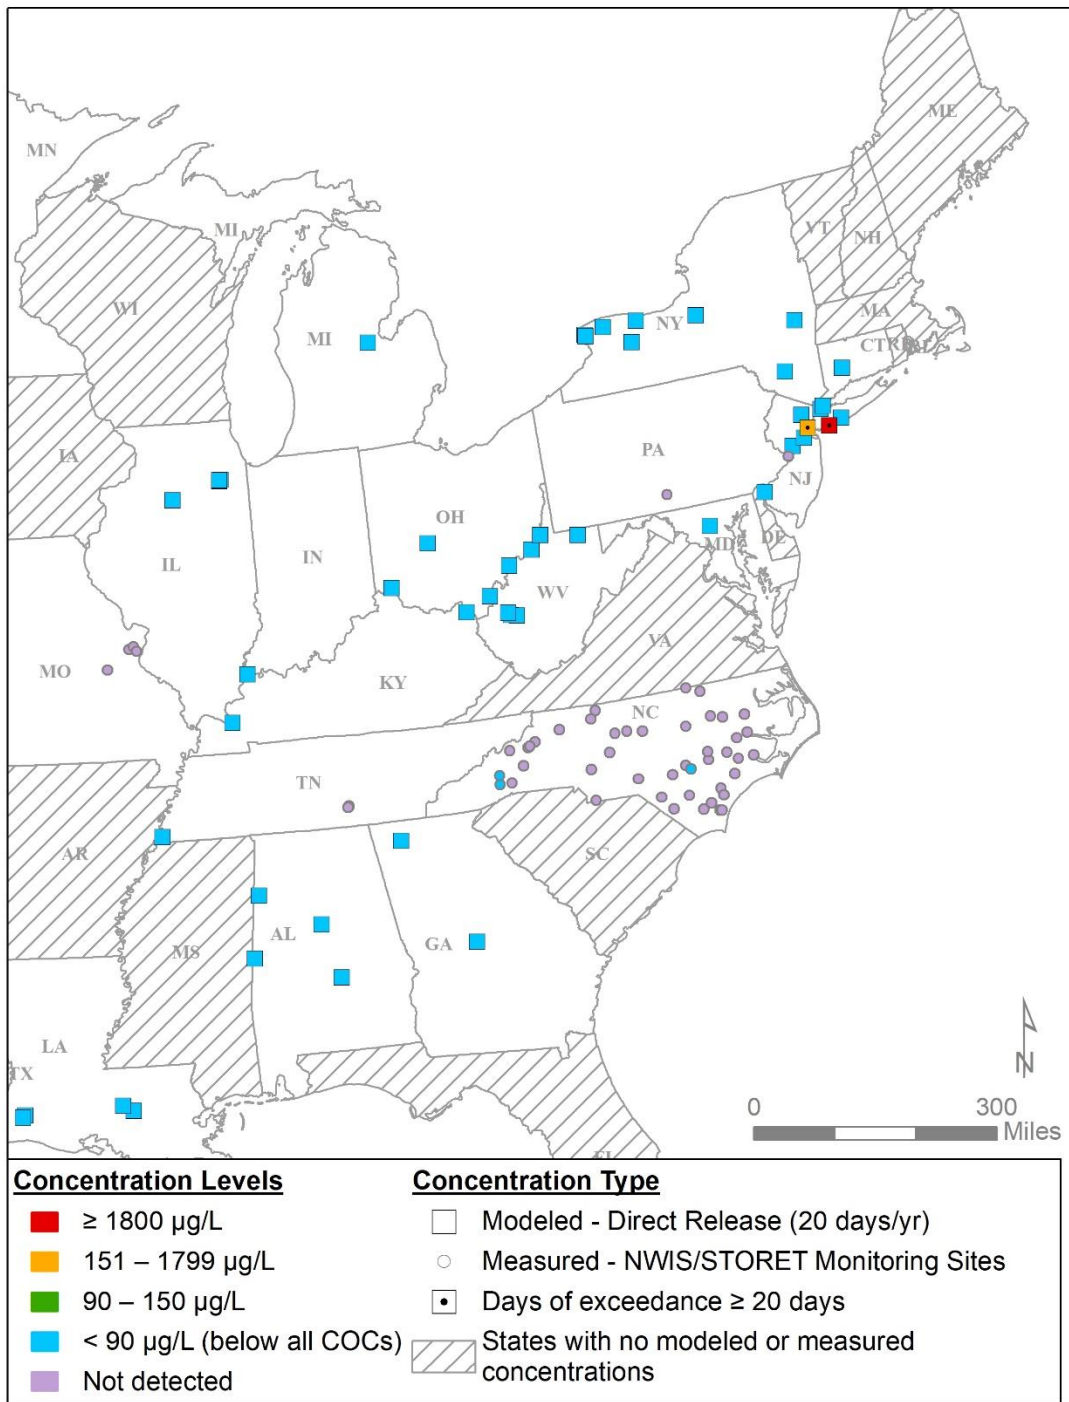 ME
MN
VT
MI
NH
WI
MA
NY
MI
CT RI
IA
PA
NJ
OH
IN
MD DE
IL
WV
VA
MO
KY
NC
TN
AR
SC
MS
AL
GA
LA
TX
N
0 300
Miles
FL
Concentration Levels
≥ 1800 µg/L
151 – 1799 µg/L
90 – 150 µg/L
< 90 µg/L (below all COCs)
Not detected
Concentration Type
Modeled - Direct Release (20 days/yr)
Measured - NWIS/STORET Monitoring Sites
Days of exceedance ≥ 20 days
States with no modeled or measured
concentrations